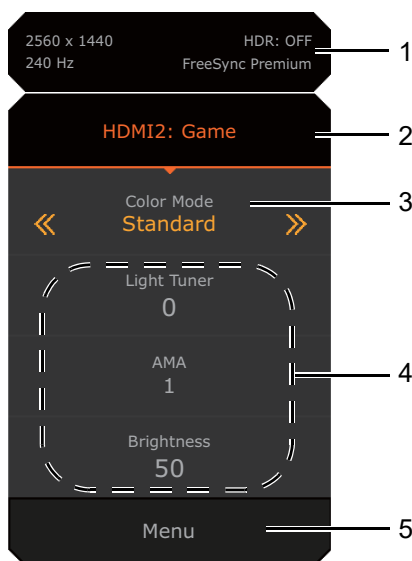 2560 x 1440 HDR: OFF
240 Hz FreeSync Premium
1
HDMI2: Game
2
Color Mode
Standard
3
Light Tuner
0
AMA
1
4
Brightness
50
Menu
5